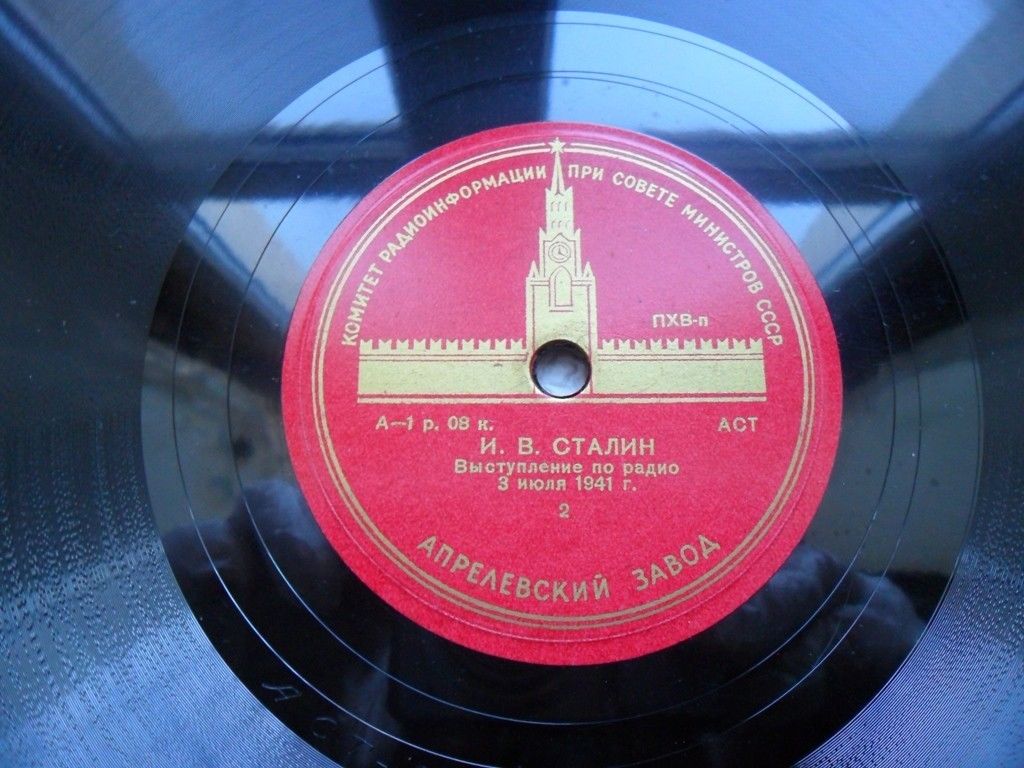 КОМИТЕТ РАДИОИНФОРМАЦИИ ПРИ СОВЕТЕ МИНИСТРОВ СССР
ПХВ-п
А—1 р. 08 к. АСТ
И. В. СТАЛИН
Выступление по радио
3 июля 1941 г.
2
АПРЕЛЕВСКИЙ ЗАВОД